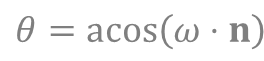 θ = acos(ω · n)